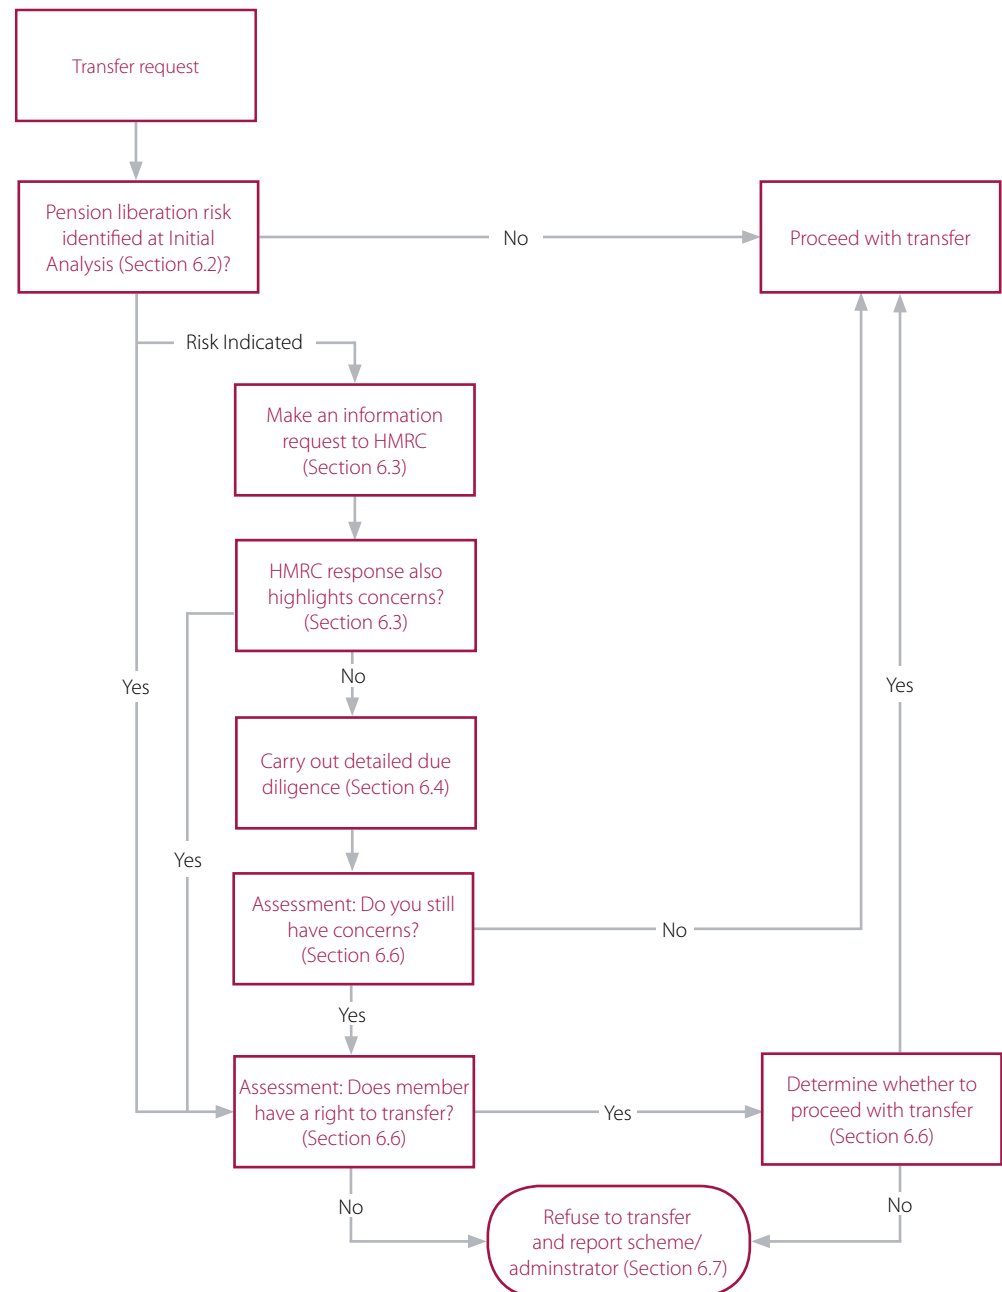 Transfer request
Pension liberation risk
identified at Initial
Analysis (Section 6.2)?
No
Proceed with transfer
Risk Indicated
Make an information
request to HMRC
(Section 6.3)
HMRC response also
highlights concerns?
(Section 6.3)
No
Yes
Yes
Carry out detailed due
diligence (Section 6.4)
Yes
Assessment: Do you still
have concerns?
(Section 6.6)
No
Yes
Assessment: Does member
have a right to transfer?
(Section 6.6)
Yes
Determine whether to
proceed with transfer
(Section 6.6)
No
No
Refuse to transfer
and report scheme/
adminstrator (Section 6.7)